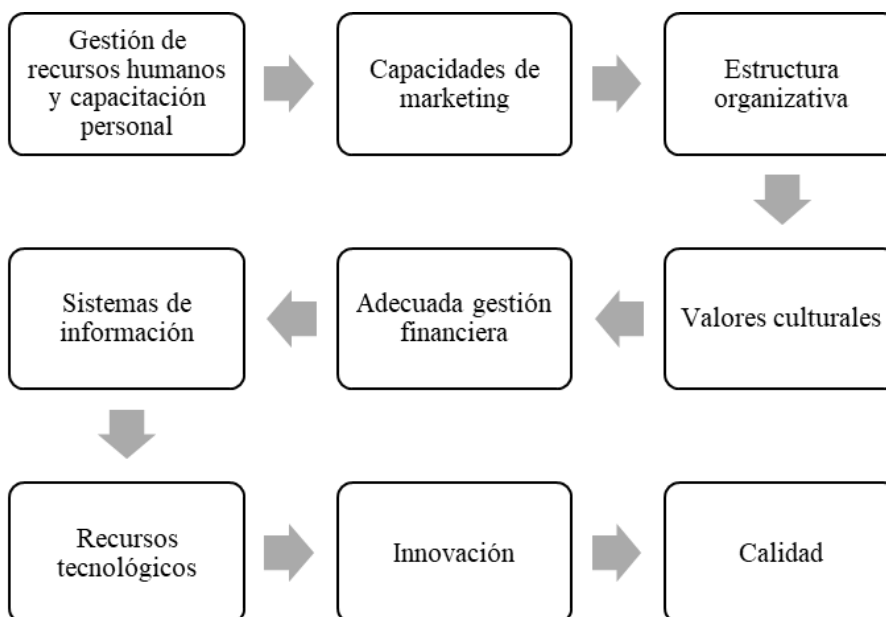 Gestión de
recursos humanos
y capacitación
personal
Capacidades de
marketing
Estructura
organizativa
Valores culturales
Adecuada gestión
financiera
Sistemas de
información
Recursos
tecnológicos
Innovación
Calidad